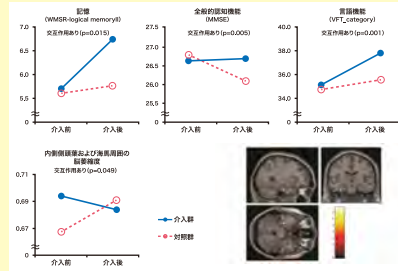 記憶
(WMSR-logical memoryⅡ)
交互作用あり(p=0.015)
7.0
6.5
6.0
5.5
5.0
0
介入前
介入後
全般的認知機能
(MMSE)
交互作用あり(p=0.005)
27.5
27.0
26.5
26.0
25.5
0
介入前
介入後
言語機能
(VFT_category)
交互作用あり(p=0.001)
40.0
38.0
36.0
34.0
0
介入前
介入後
内側側頭葉および海馬周囲の
脳萎縮度
交互作用あり(p=0.049)
0.71
0.69
0.67
0
介入前
介入後
介入群
対照群